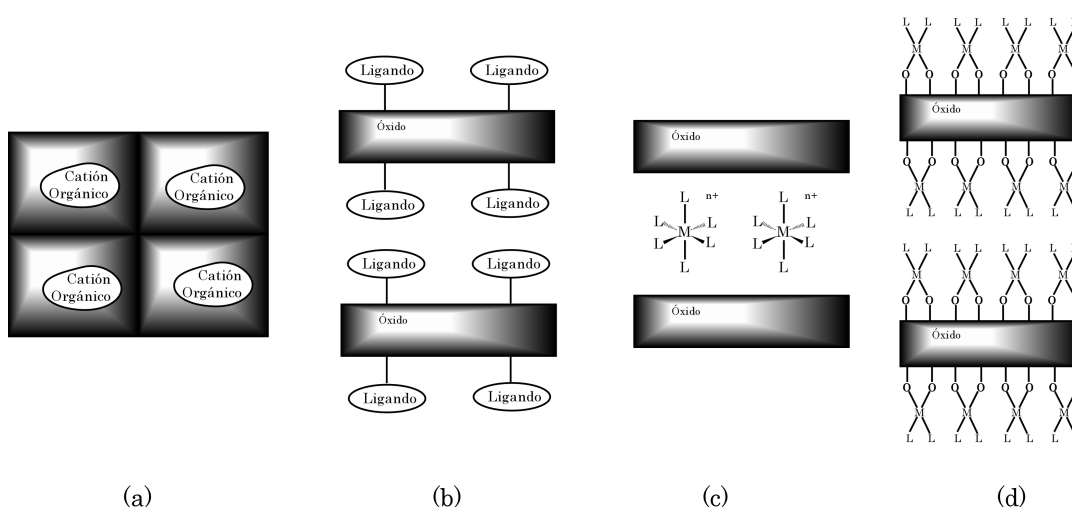 Catión
Orgánico
Catión
Orgánico
Catión
Orgánico
Catión
Orgánico
(a)
Ligando Ligando
Óxido
Ligando Ligando
Ligando Ligando
Óxido
Ligando Ligando
(b)
Óxido
L n+ L n+
L L L L
M M
L L L L
L L
Óxido
(c)
L L L L L L L L
M M M M
O O O O O O O O
Óxido
O O O O O O O O
M M M M
L L L L L L L L
L L L L L L L L
M M M M
O O O O O O O O
Óxido
O O O O O O O O
M M M M
L L L L L L L L
(d)